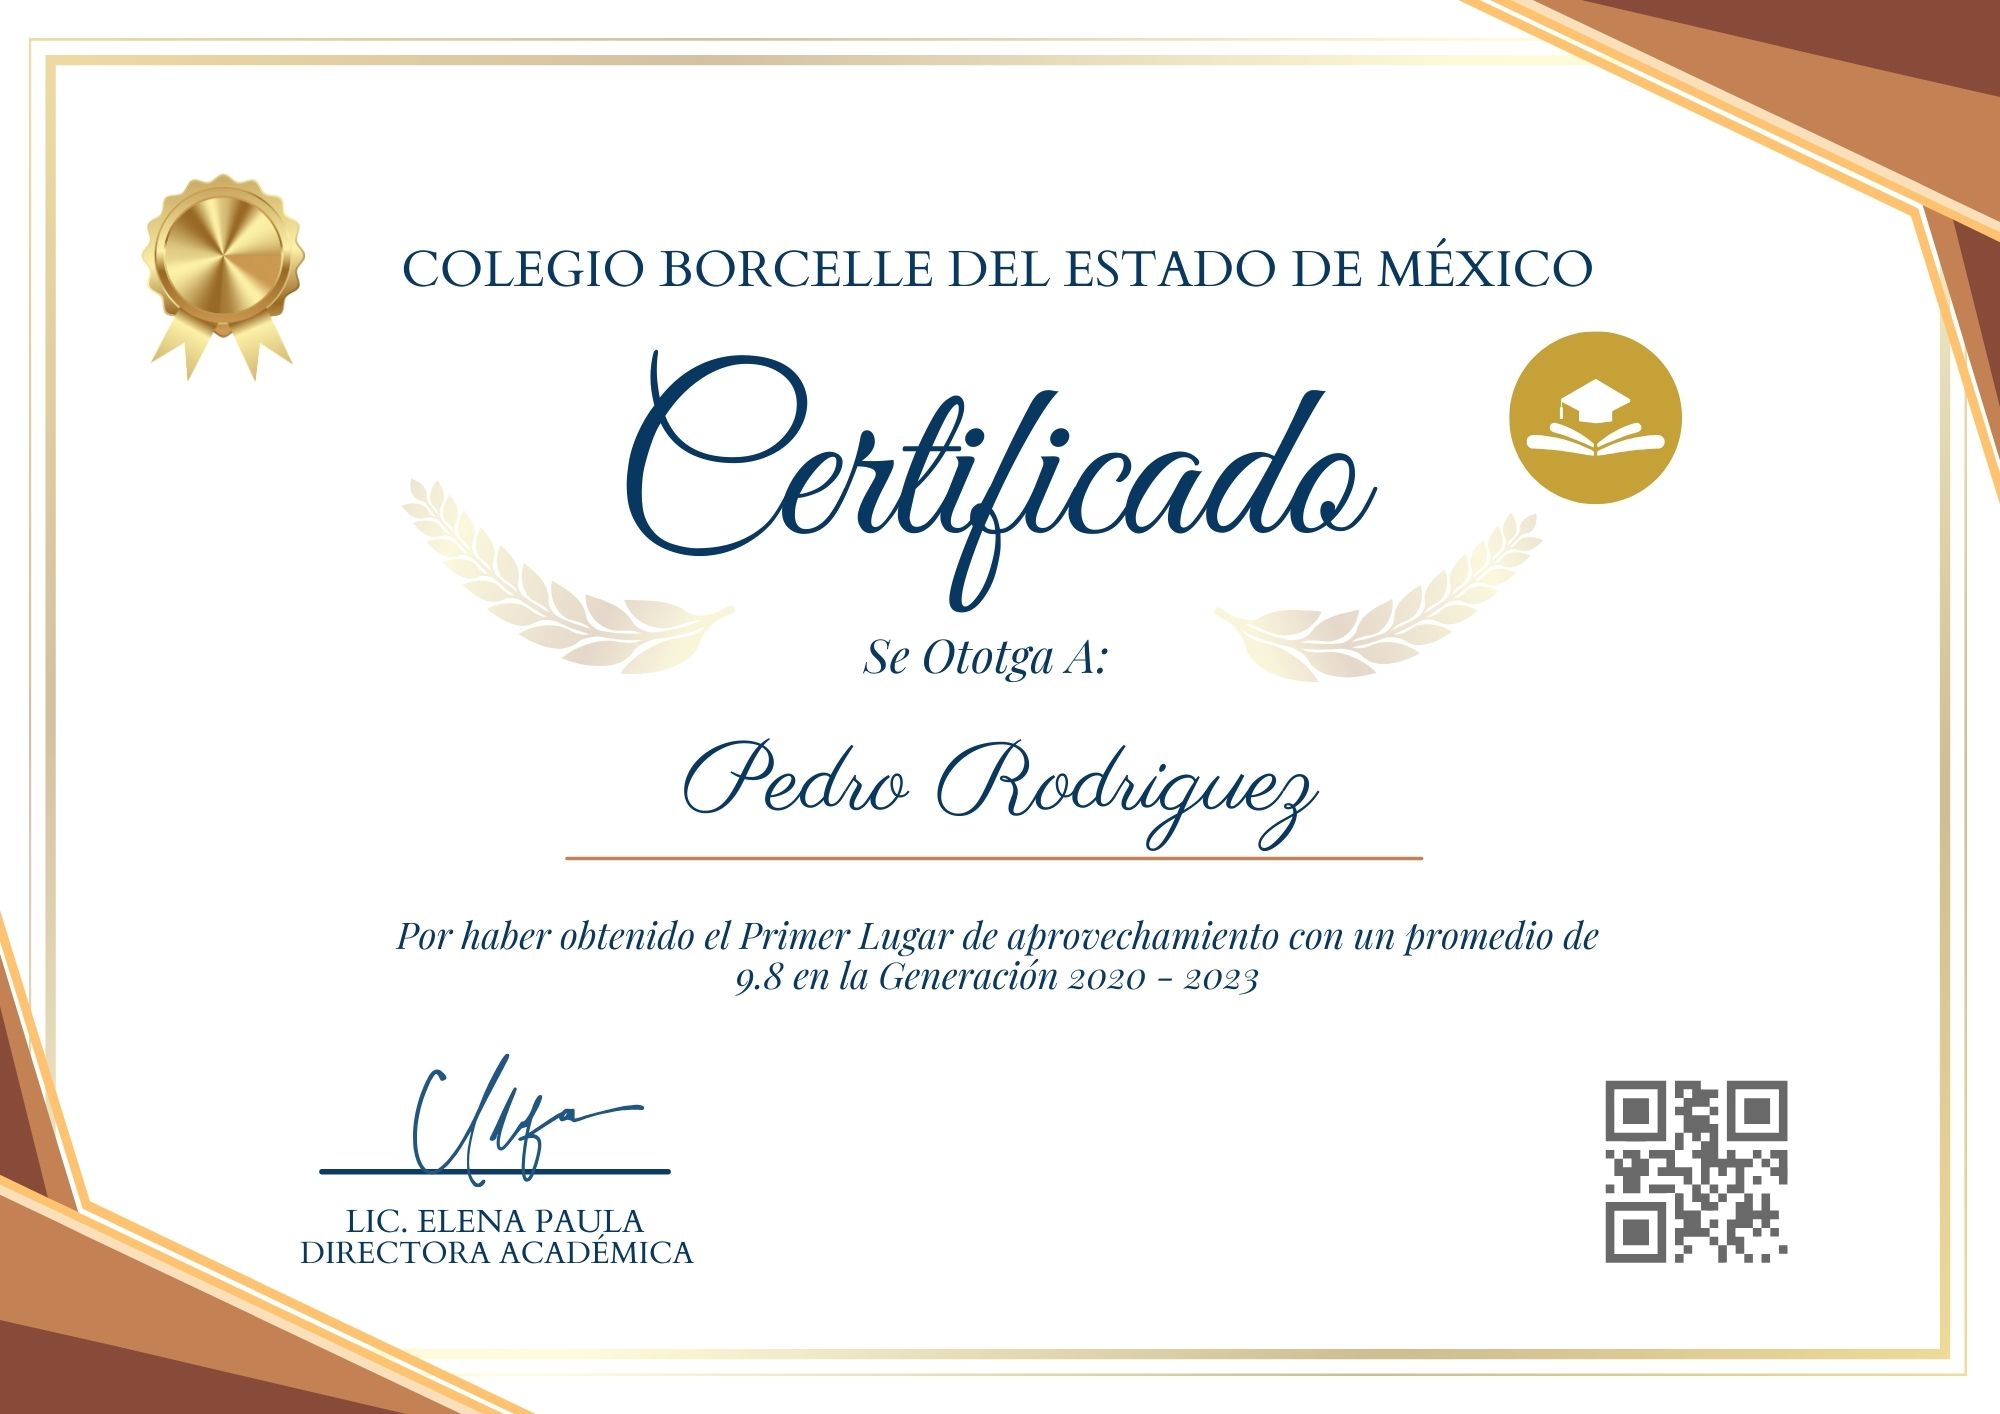 COLEGIO BORCELLE DEL ESTADO DE MÉXICO
Certificado
Se Ototga A:
Pedro Rodriguez
Por haber obtenido el Primer Lugar de aprovechamiento con un promedio de
9.8 en la Generación 2020 - 2023
LIC. ELENA PAULA
DIRECTORA ACADÉMICA